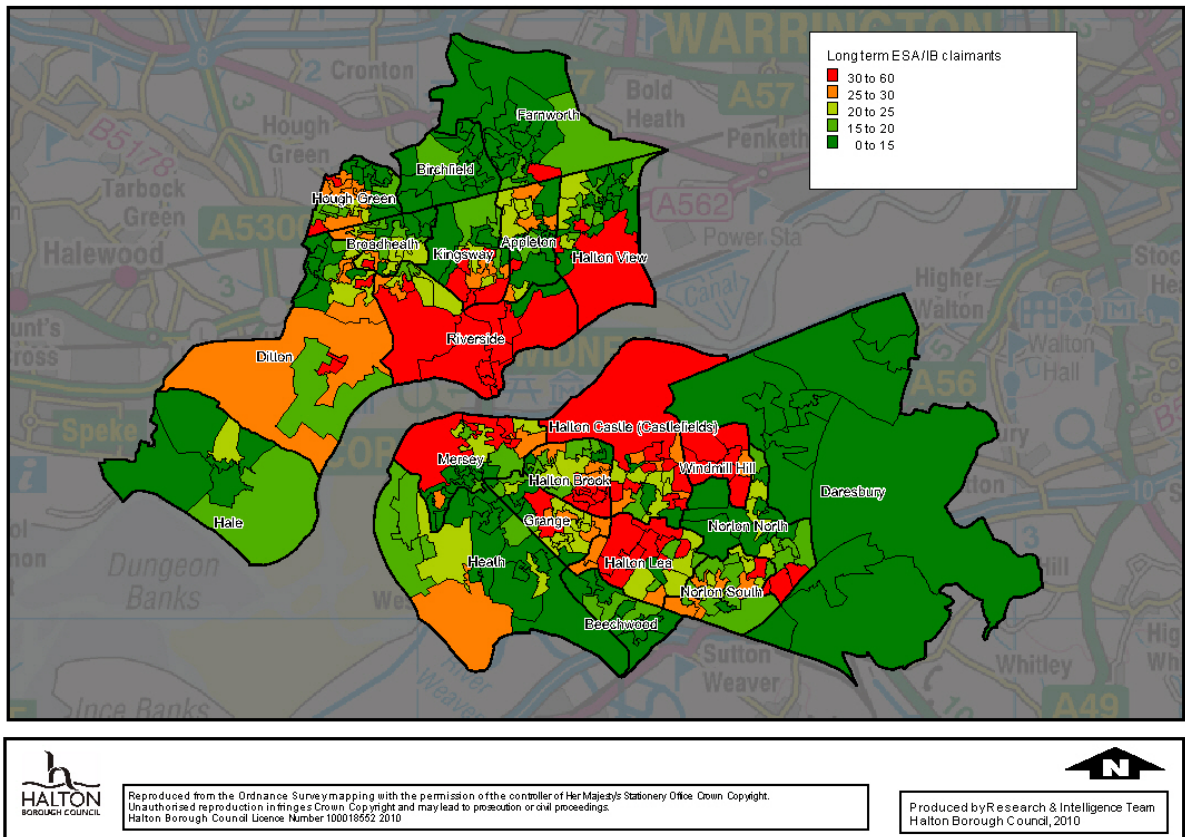 WARRINGTON
Cronton
Hough
Green
Bold
Heath
A57
Penketh
Tarbock
Green
A5300
Halewood
A562
Power Sta
Canal
Higher
Walton
Walton
Hall
A56
Speke
Dungeon
Banks
Sutton
Weaver
River
Weaver
Whitley
A49
Ince Banks
Long term ESA/IB claimants
30 to 60
25 to 30
20 to 25
15 to 20
0 to 15
Farnworth
Birchfield
Hough Green
Broadheath
Kingsway
Appleton
Halton View
Riverside
Ditton
Hale
Halton Castle (Castlefields)
Mersey
Windmill Hill
Halton Brook
Daresbury
Grange
Norton North
Heath
Halton Lea
Norton South
Beechwood
HALTON
BOROUGH COUNCIL
Reproduced from the Ordnance Survey mapping with the permission of the controller of Her Majesty's Stationery Office Crown Copyright.
Unauthorised reproduction infringes Crown Copyright and may lead to prosecution or civil proceedings.
Halton Borough Council Licence Number 100018552 2010
N
Produced by Research & Intelligence Team
Halton Borough Council, 2010